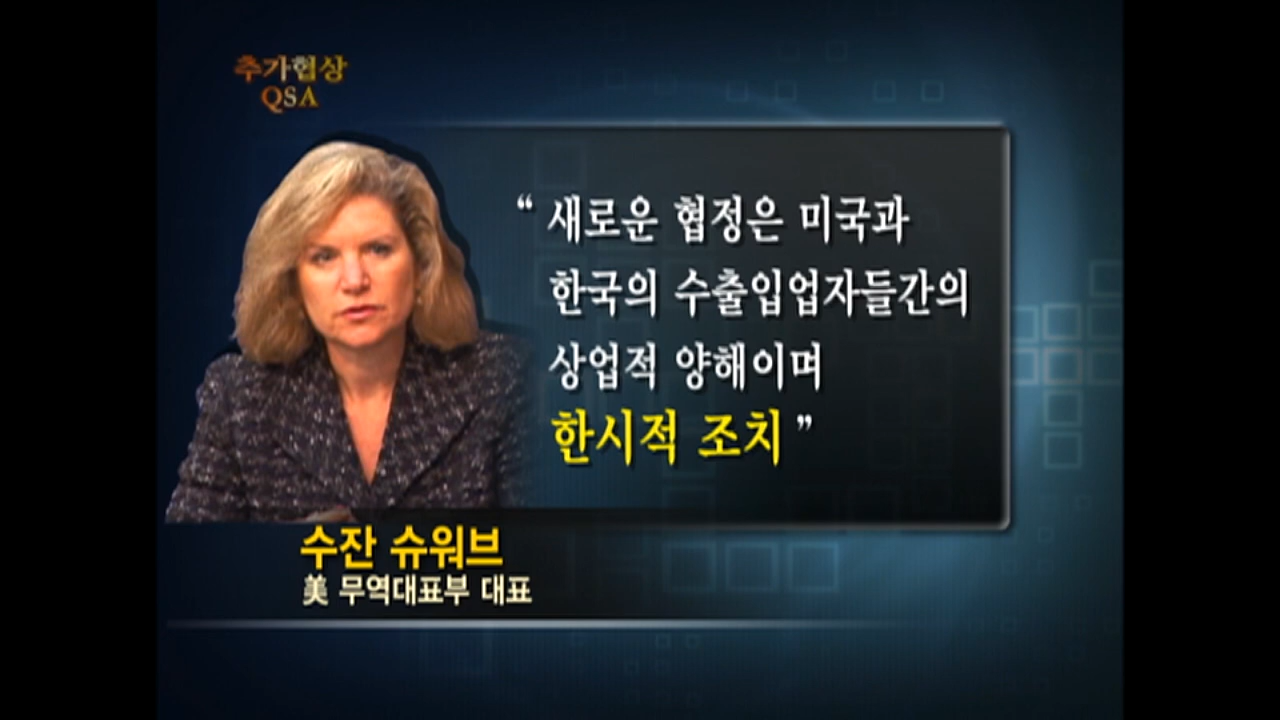 추가협상
QSA
“ 새로운 협정은 미국과
한국의 수출입업자들간의
상업적 양해이며
한시적 조치 ”
수잔 슈워브
美 무역대표부 대표